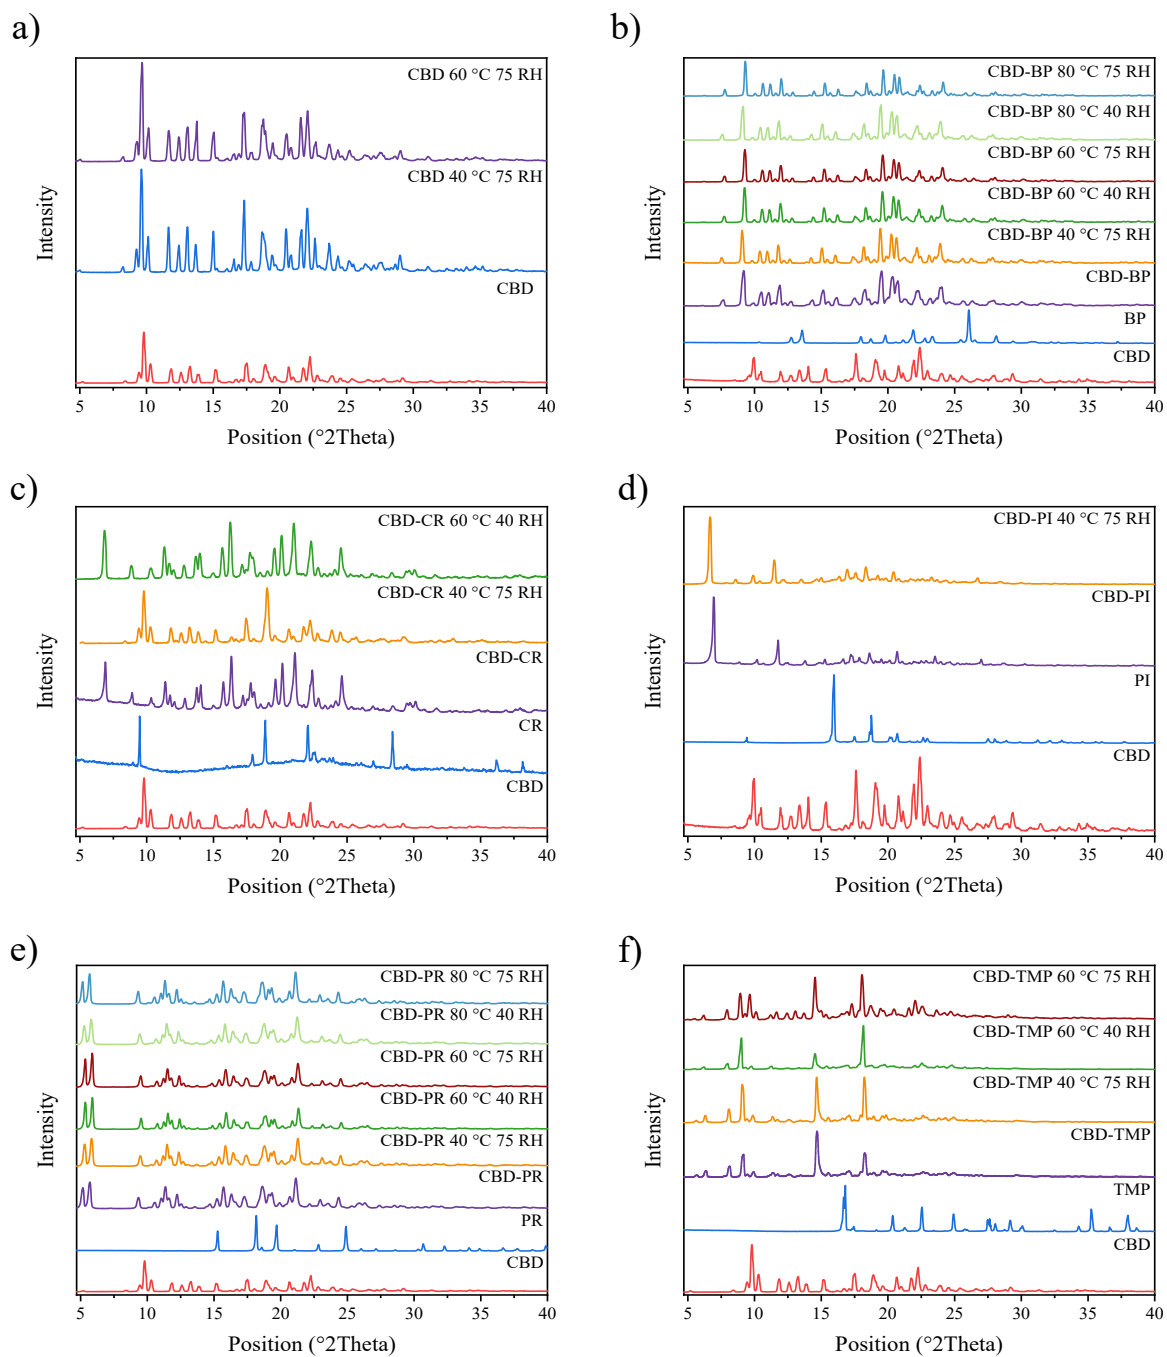 a)
CBD 60 °C 75 RH
CBD 40 °C 75 RH
CBD
Intensity
5 10 15 20 25 30 35 40
Position (°2Theta)
b)
CBD-BP 80 °C 75 RH
CBD-BP 80 °C 40 RH
CBD-BP 60 °C 75 RH
CBD-BP 60 °C 40 RH
CBD-BP 40 °C 75 RH
CBD-BP
BP
CBD
Intensity
5 10 15 20 25 30 35 40
Position (°2Theta)
c)
CBD-CR 60 °C 40 RH
CBD-CR 40 °C 75 RH
CBD-CR
CR
CBD
Intensity
5 10 15 20 25 30 35 40
Position (°2Theta)
d)
CBD-PI 40 °C 75 RH
CBD-PI
PI
CBD
Intensity
5 10 15 20 25 30 35 40
Position (°2Theta)
e)
CBD-PR 80 °C 75 RH
CBD-PR 80 °C 40 RH
CBD-PR 60 °C 75 RH
CBD-PR 60 °C 40 RH
CBD-PR 40 °C 75 RH
CBD-PR
PR
CBD
Intensity
5 10 15 20 25 30 35 40
Position (°2Theta)
f)
CBD-TMP 60 °C 75 RH
CBD-TMP 60 °C 40 RH
CBD-TMP 40 °C 75 RH
CBD-TMP
TMP
CBD
Intensity
5 10 15 20 25 30 35 40
Position (°2Theta)